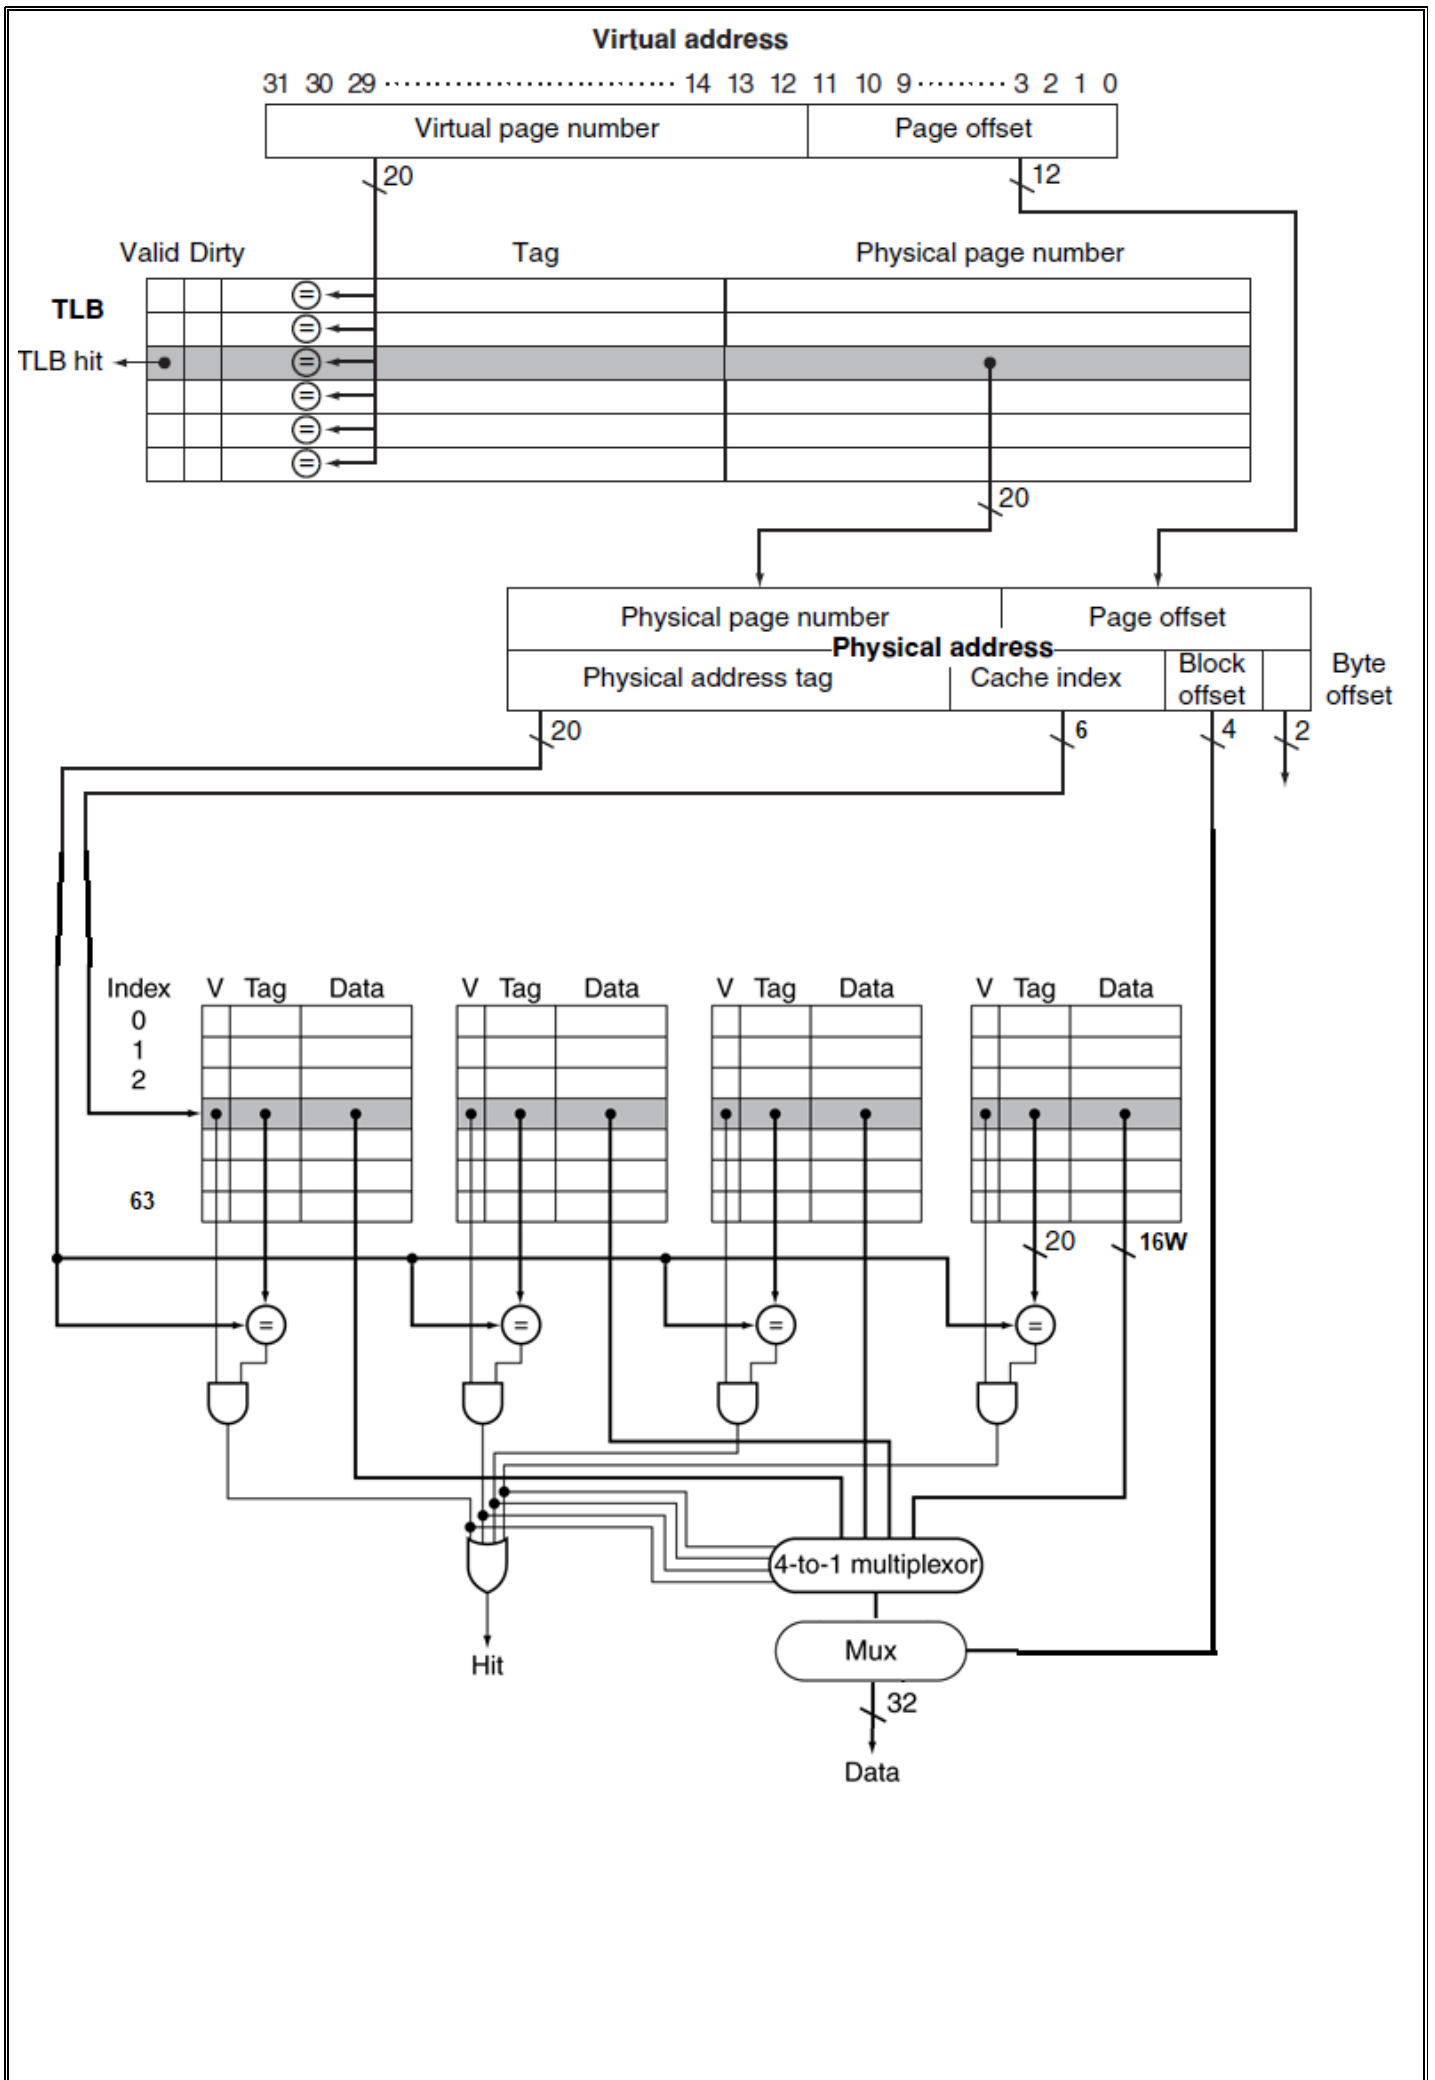 Virtual address
31 30 29 ······························ 14 13 12 11 10 9 ········· 3 2 1 0
Virtual page number Page offset
20 12
Valid Dirty Tag Physical page number
TLB
=
=
TLB hit =
=
=
=
20
Physical page number Page offset
Physical address
Physical address tag Cache index Block offset Byte offset
20 6 4 2
Index V Tag Data V Tag Data V Tag Data V Tag Data
0
1
2
63
20 16W
= = = =
4-to-1 multiplexor
Mux
Hit
32
Data